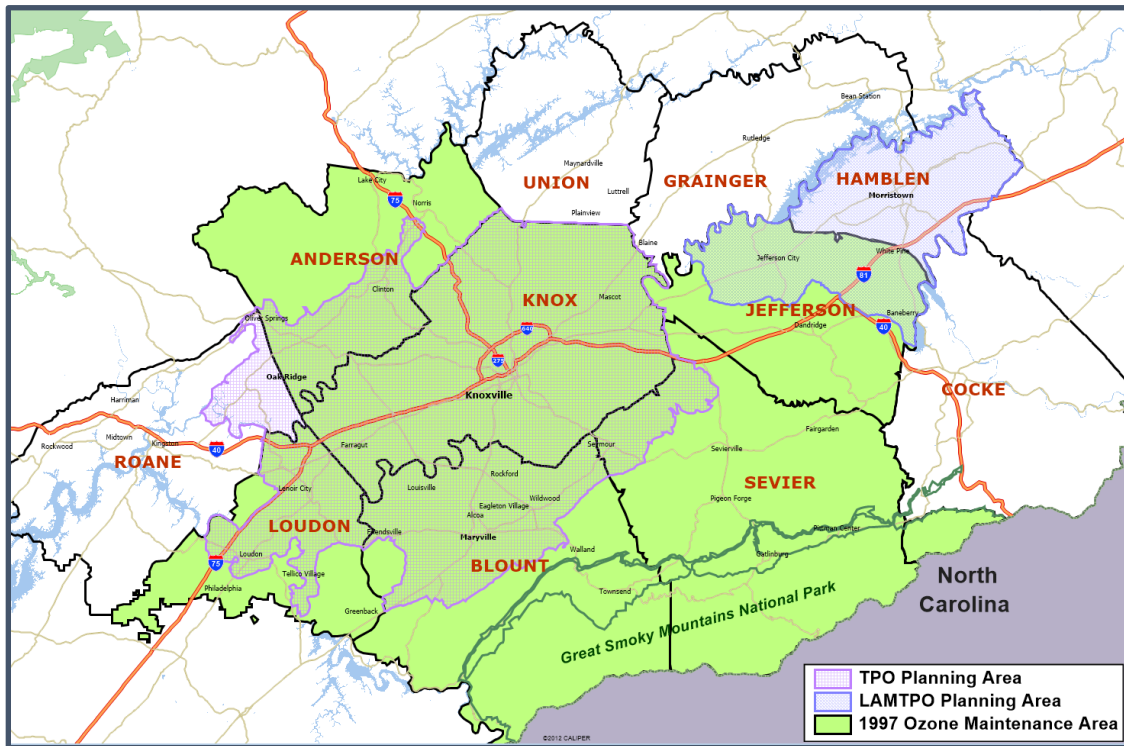 Bean Station
Lake City
75
Norris
Maynardville
Rutledge
UNION
Luttrell
GRAINGER
HAMBLEN
Morristown
Plainview
ANDERSON
Blaine
Jefferson City
White Pine
Clinton
KNOX
Mascot
81
JEFFERSON
Baneberry
Oliver Springs
640
Dandridge
40
Oak Ridge
275
Knoxville
COCKE
Harriman
Rockwood
Midtown
Kingston
40
ROANE
Farragut
Seymour
Fairgarden
Sevierville
Lenoir City
Louisville
Rockford
Wildwood
Eagleton Village
Alcoa
SEVIER
Pigeon Forge
LOUDON
Friendsville
Maryville
Pittman Center
Loudon
75
Walland
Gatlinburg
BLOUNT
Tellico Village
Philadelphia
Townsend
Greenback
North
Carolina
Great Smoky Mountains National Park
TPO Planning Area
LAMTPO Planning Area
1997 Ozone Maintenance Area
©2012 CALIPER